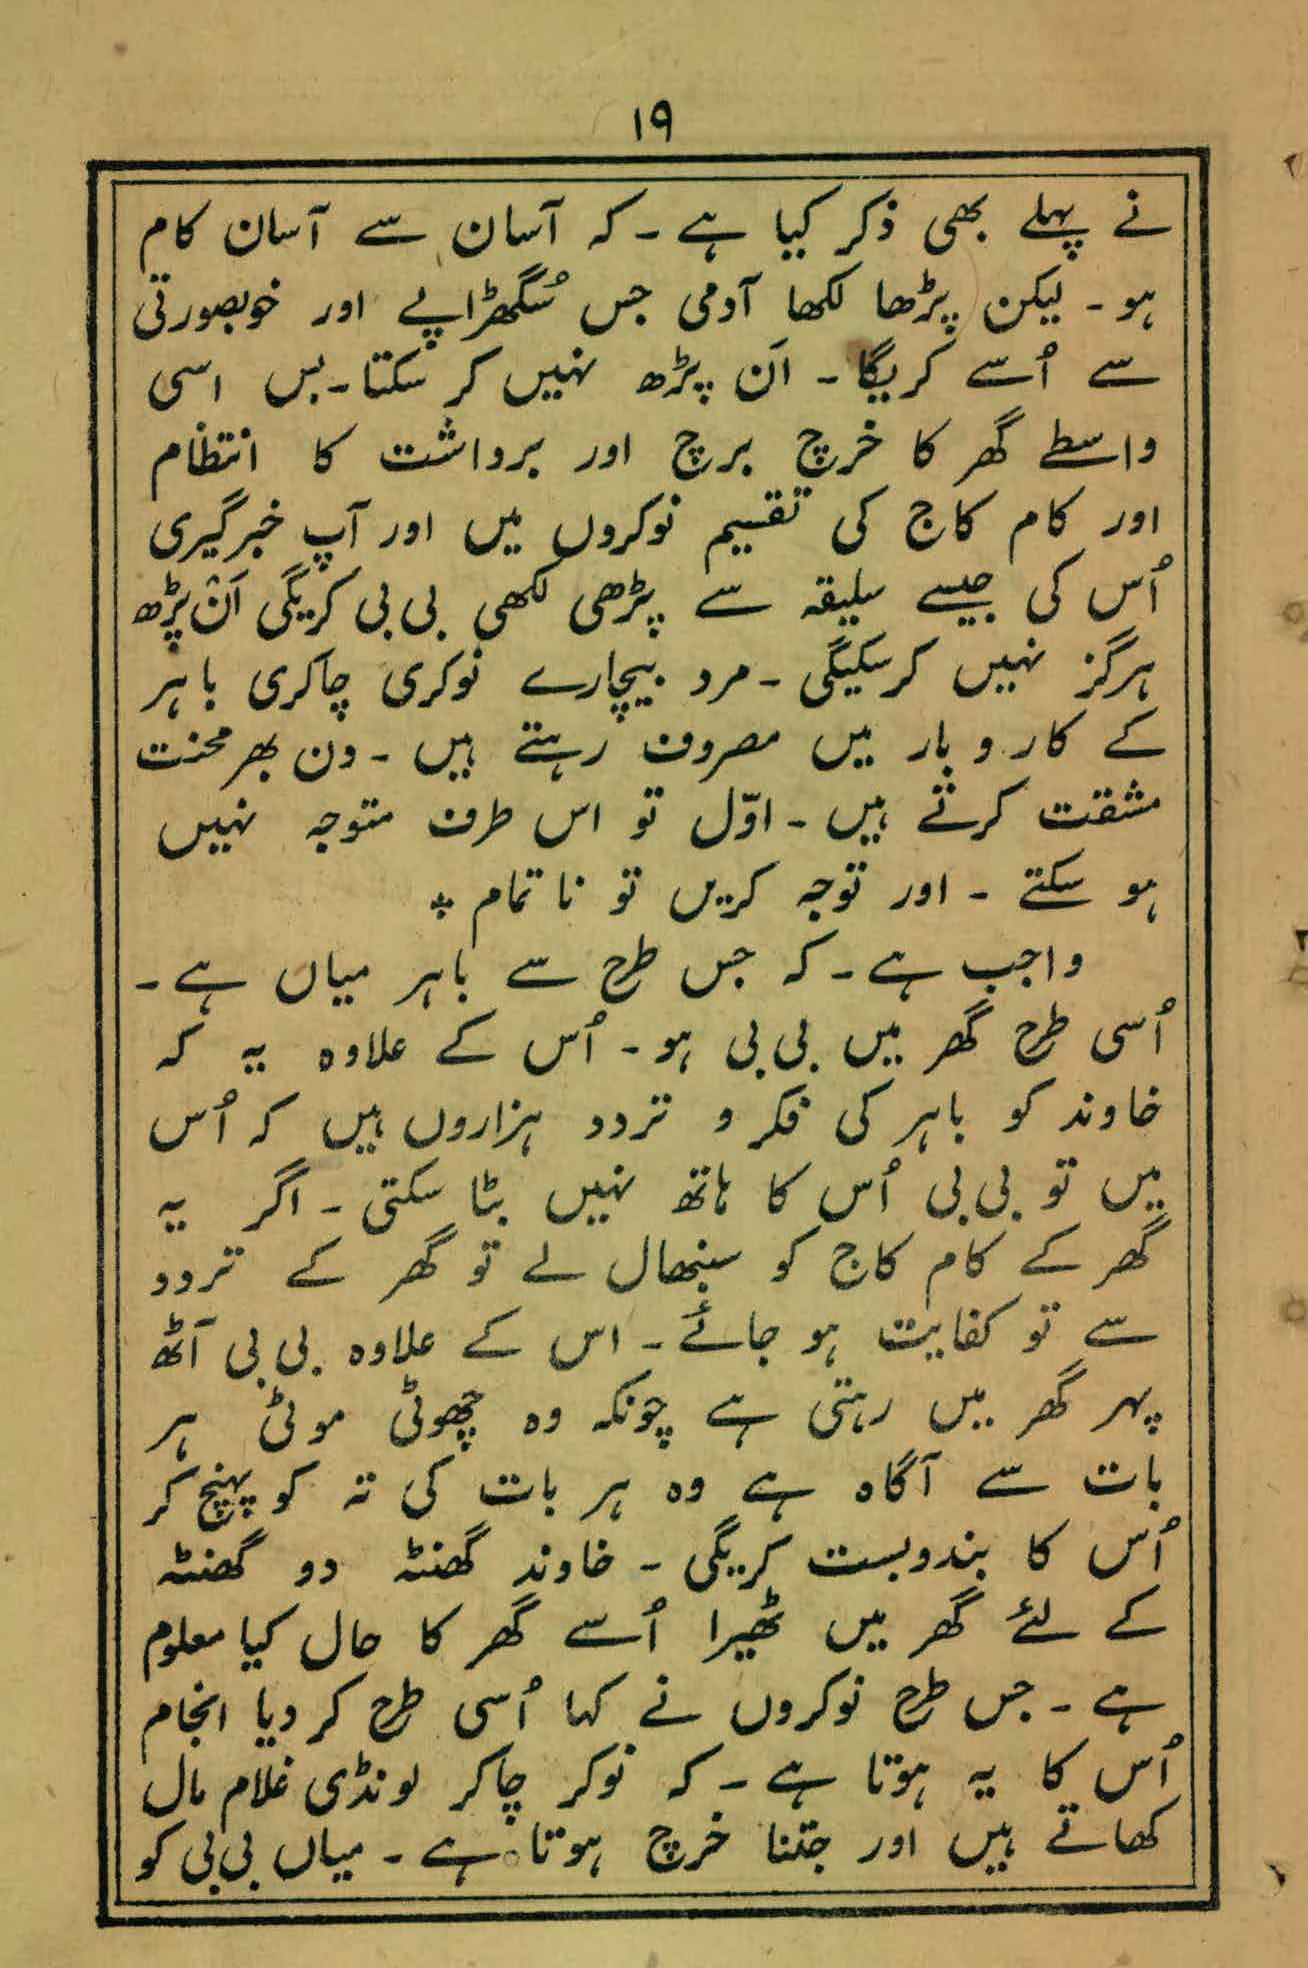 ۱۹
نے پہلے بھی ذکر کیا ہے ۔ کہ آسان سے آسان کام
ہو ۔ لیکن پڑھا لکھا آدمی جس سُگھڑاپے اور خوبصورتی
سے اُسے کریگا ۔ اَن پڑھ نہیں کر سکتا ۔ بس اسی
واسطے گھر کا خرچ برچ اور برداشت کا انتظام
اور کام کاج کی تقسیم نوکروں میں اور آپ خبرگیری
اُس کی جیسے سلیقہ سے پڑھی لکھی بی بی کریگی اَنْ پڑھ
ہرگز نہیں کرسکیگی ۔ مرد بیچارے نوکری چاکری باہر
کے کار و بار میں مصروف رہتے ہیں ۔ دن بھر محنت
مشقت کرتے ہیں ۔ اوّل تو اس طرف متوجہ نہیں
ہو سکتے ۔ اور توجہ کریں تو نا تمام *
واجب ہے ۔ کہ جس طرح سے باہر میاں ہے ۔
اُسی طرح گھر میں بی بی ہو ۔ اُس کے علاوہ یہ کہ
خاوند کو باہر کی فکر و تردد ہزاروں ہیں کہ اُس
میں تو بی بی اُس کا ہاتھ نہیں بٹا سکتی ۔ اگر یہ
گھر کے کام کاج کو سنبھال لے تو گھر کے تردد
سے تو کفایت ہو جائے ۔ اس کے علاوہ بی بی آٹھ
پہر گھر میں رہتی ہے چونکہ وہ چھوٹی موٹی ہر
بات سے آگاہ ہے وہ ہر بات کی تہ کو پہنچ کر
اُس کا بندوبست کریگی ۔ خاوند گھنٹہ دو گھنٹہ
کے لئے گھر میں ٹھیرا اُسے گھر کا حال کیا معلوم
ہے ۔ جس طرح نوکروں نے کہا اُسی طرح کر دیا انجام
اُس کا یہ ہوتا ہے ۔ کہ نوکر چاکر لونڈی غلام مال
کھاتے ہیں اور جتنا خرچ ہوتا ہے ۔ میاں بی بی کو